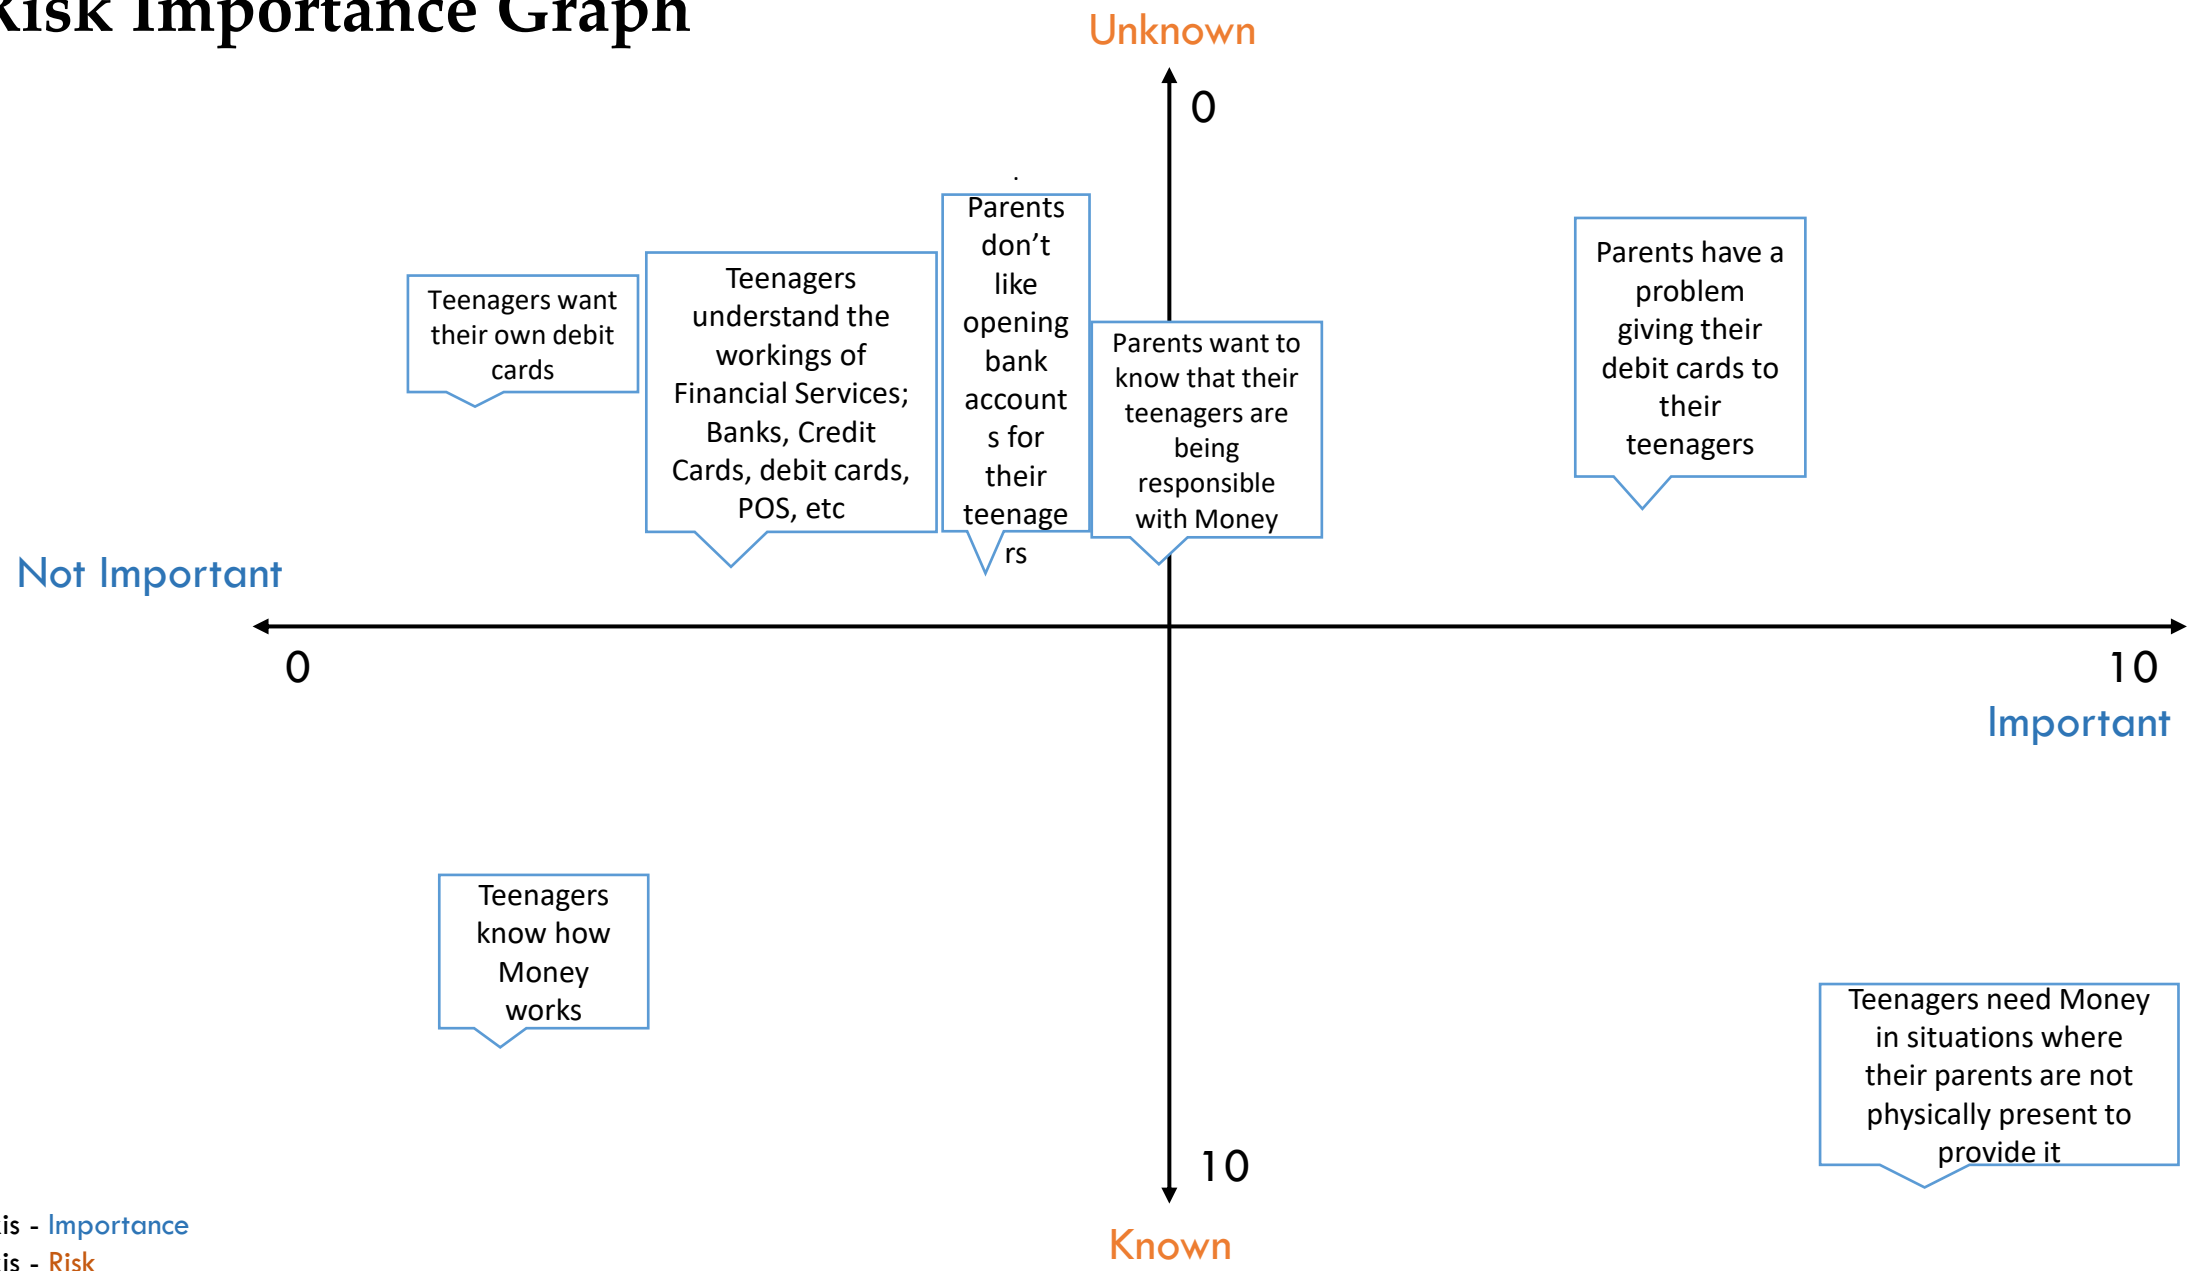 Risk Importance Graph
Unknown
0
.
Parents
don’t
like
opening
bank
account
s for
their
teenage
rs
Teenagers want
their own debit
cards
Teenagers
understand the
workings of
Financial Services;
Banks, Credit
Cards, debit cards,
POS, etc
Parents want to
know that their
teenagers are
being
responsible
with Money
Parents have a
problem
giving their
debit cards to
their
teenagers
Not Important
0
10
Important
Teenagers
know how
Money
works
Teenagers need Money
in situations where
their parents are not
physically present to
provide it
10
Known
is - Importance
is - Risk